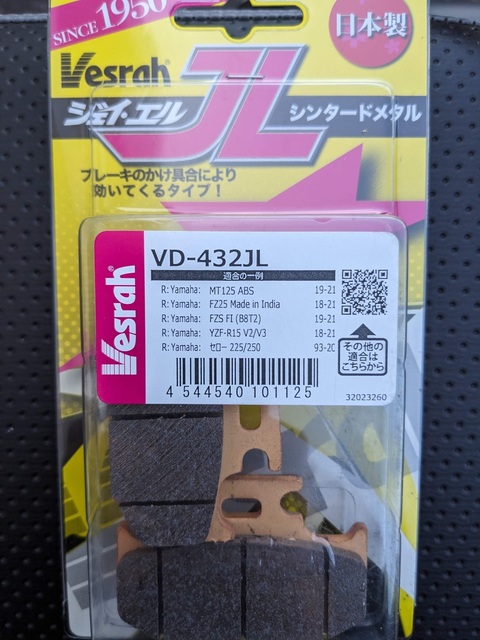 SINCE 1950
日本製
Vesrah
JL
ジェイ・エル
シンタードメタル
ブレーキのかけ具合により
効いてくるタイプ！
Vesrah
VD-432JL
適合の一例
R:Yamaha: MT125 ABS 19-21
R:Yamaha: FZ25 Made in India 18-21
R:Yamaha: FZS FI (B8T2) 19-21
R:Yamaha: YZF-R15 V2/V3 18-21
R:Yamaha: セロー 225/250 93-20
その他の
適合は
こちらから
4 544540 101125
32023260